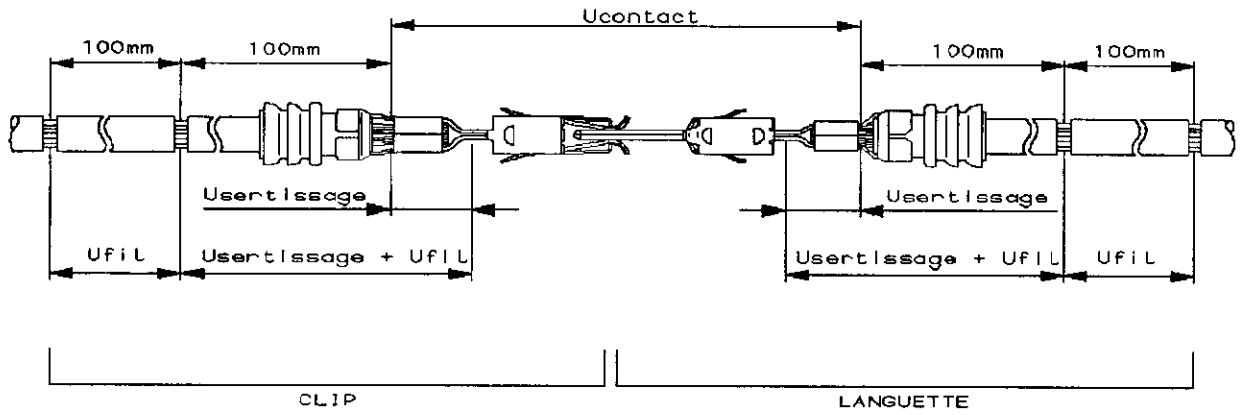 Ucontact
100mm 100mm 100mm 100mm
Usertissage Usertissage
Ufil Usertissage + Ufil Usertissage + Ufil Ufil
CLIP LANGUETTE